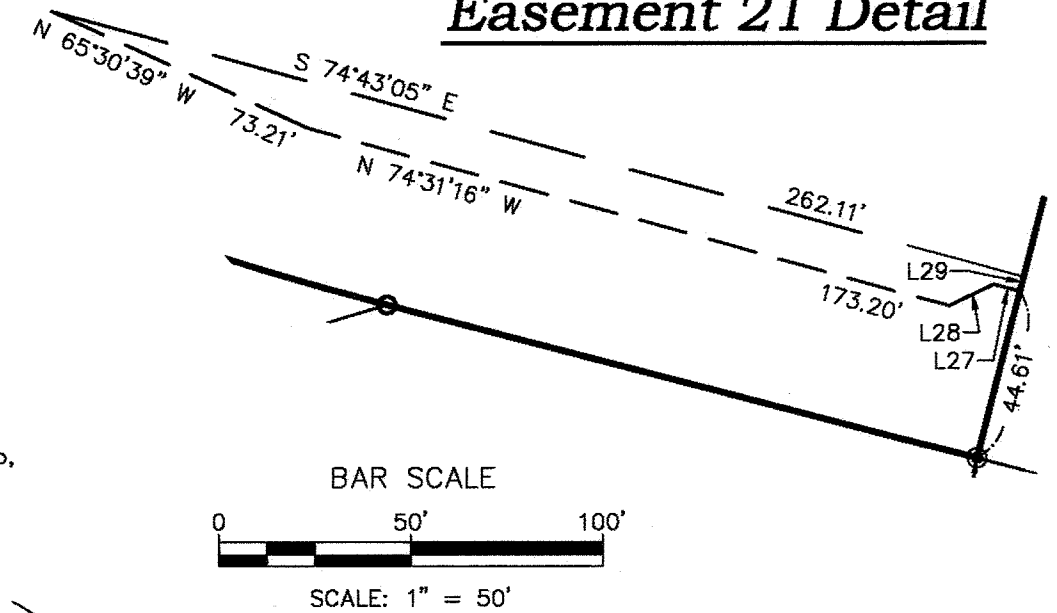 Easement 21 Detail
N 65°30'39" W
73.21'
S 74°43'05" E
262.11'
N 74°31'16" W
173.20'
L29
L28
L27
44.61'
BAR SCALE
0 50' 100'
SCALE: 1" = 50'